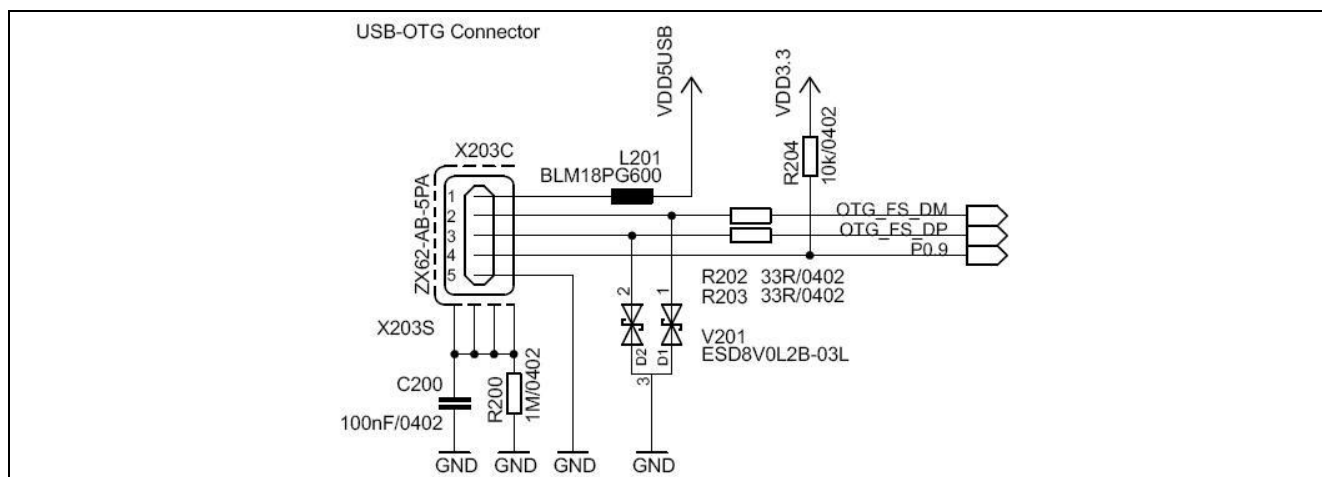 USB-OTG Connector
VDD5USB
VDD3.3
X203C
L201
BLM18PG600
R204
10k/0402
ZX62-AB-5PA
1
2
3
4
5
OTG_FS_DM
OTG_FS_DP
P0.9
R202 33R/0402
R203 33R/0402
2
1
X203S
V201
ESD8V0L2B-03L
D2
D1
3
C200
100nF/0402
R200
1M/0402
GND GND GND GND